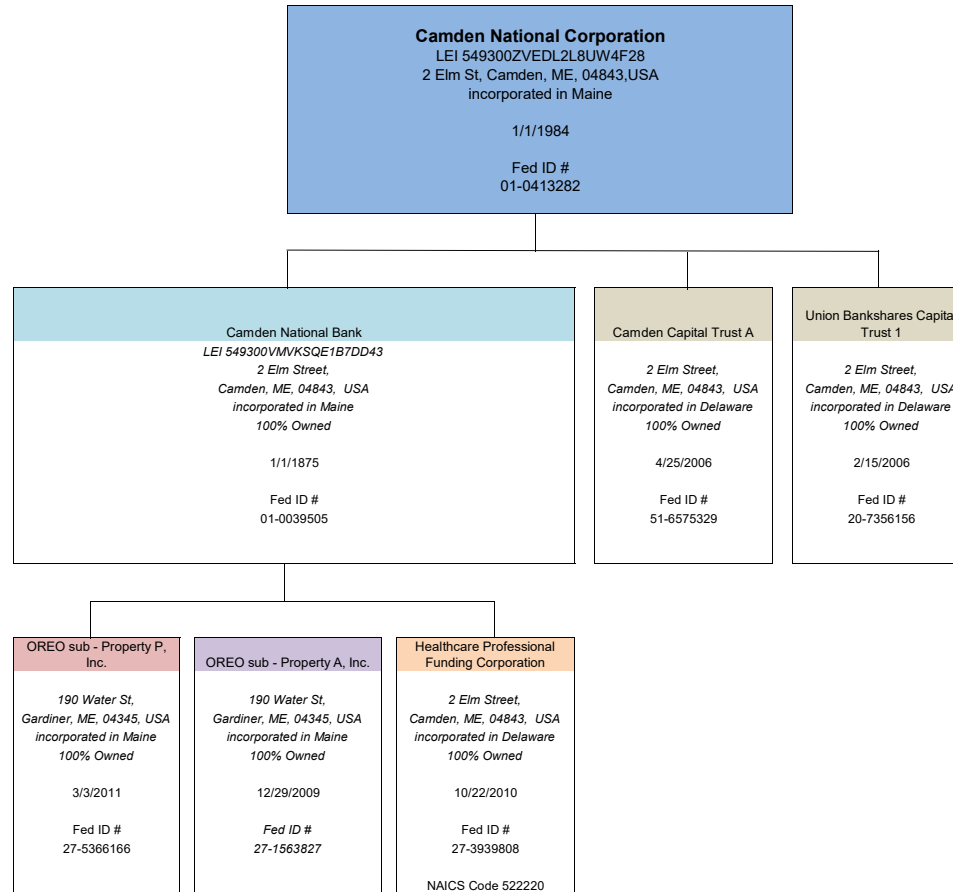 Camden National Corporation
LEI 549300ZVEDL2L8UW4F28
2 Elm St, Camden, ME, 04843,USA
incorporated in Maine
1/1/1984
Fed ID #
01-0413282
Camden National Bank
LEI 549300VMVKSQE1B7DD43
2 Elm Street,
Camden, ME, 04843, USA
incorporated in Maine
100% Owned
1/1/1875
Fed ID #
01-0039505
Camden Capital Trust A
2 Elm Street,
Camden, ME, 04843, USA
incorporated in Delaware
100% Owned
4/25/2006
Fed ID #
51-6575329
Union Bankshares Capita
Trust 1
2 Elm Street,
Camden, ME, 04843, USA
incorporated in Delaware
100% Owned
2/15/2006
Fed ID #
20-7356156
OREO sub - Property P,
Inc.
190 Water St,
Gardiner, ME, 04345, USA
incorporated in Maine
100% Owned
3/3/2011
Fed ID #
27-5366166
OREO sub - Property A, Inc.
190 Water St,
Gardiner, ME, 04345, USA
incorporated in Maine
100% Owned
12/29/2009
Fed ID #
27-1563827
Healthcare Professional
Funding Corporation
2 Elm Street,
Camden, ME, 04843, USA
incorporated in Delaware
100% Owned
10/22/2010
Fed ID #
27-3939808
NAICS Code 522220